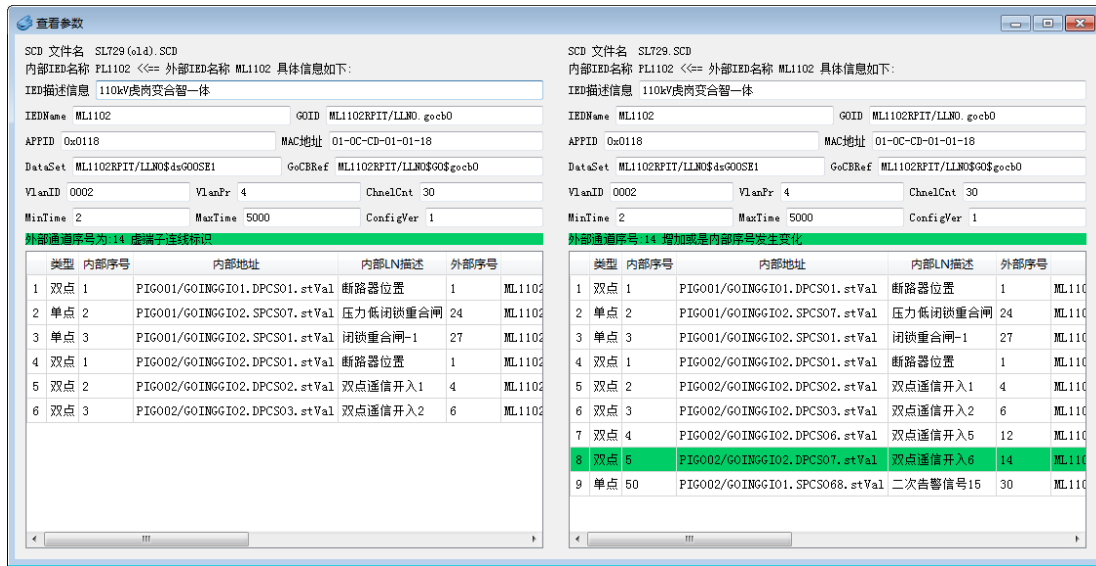 查看参数
SCD 文件名 SL729(old).SCD
内部IED名称 PL1102 <<== 外部IED名称 ML1102 具体信息如下:
IED描述信息 110kV虎岗变合智一体
IEDName ML1102 GOID ML1102RPIT/LLN0.gocb0
APPID 0x0118 MAC地址 01-0C-CD-01-01-18
DataSet ML1102RPIT/LLN0$dsGOOSE1 GoCBRef ML1102RPIT/LLN0$GO$gocb0
VlanID 0002 VlanPr 4 ChnelCnt 30
MinTime 2 MaxTime 5000 ConfigVer 1
外部通道序号为:14 虚端子连线标识
类型 内部序号 内部地址 内部LN描述 外部序号
1 双点 1 PIGO01/GOINGGIO1.DPCSO1.stVal 断路器位置 1 ML1102
2 单点 2 PIGO01/GOINGGIO2.SPCSO7.stVal 压力低闭锁重合闸 24 ML1102
3 单点 3 PIGO01/GOINGGIO2.SPCSO1.stVal 闭锁重合闸-1 27 ML1102
4 双点 1 PIGO02/GOINGGIO2.DPCSO1.stVal 断路器位置 1 ML1102
5 双点 2 PIGO02/GOINGGIO2.DPCSO2.stVal 双点遥信开入1 4 ML1102
6 双点 3 PIGO02/GOINGGIO2.DPCSO3.stVal 双点遥信开入2 6 ML1102
SCD 文件名 SL729.SCD
内部IED名称 PL1102 <<== 外部IED名称 ML1102 具体信息如下:
IED描述信息 110kV虎岗变合智一体
IEDName ML1102 GOID ML1102RPIT/LLN0.gocb0
APPID 0x0118 MAC地址 01-0C-CD-01-01-18
DataSet ML1102RPIT/LLN0$dsGOOSE1 GoCBRef ML1102RPIT/LLN0$GO$gocb0
VlanID 0002 VlanPr 4 ChnelCnt 30
MinTime 2 MaxTime 5000 ConfigVer 1
外部通道序号:14 增加或是内部序号发生变化
类型 内部序号 内部地址 内部LN描述 外部序号
1 双点 1 PIGO01/GOINGGIO1.DPCSO1.stVal 断路器位置 1 ML110
2 单点 2 PIGO01/GOINGGIO2.SPCSO7.stVal 压力低闭锁重合闸 24 ML110
3 单点 3 PIGO01/GOINGGIO2.SPCSO1.stVal 闭锁重合闸-1 27 ML110
4 双点 1 PIGO02/GOINGGIO2.DPCSO1.stVal 断路器位置 1 ML110
5 双点 2 PIGO02/GOINGGIO2.DPCSO2.stVal 双点遥信开入1 4 ML110
6 双点 3 PIGO02/GOINGGIO2.DPCSO3.stVal 双点遥信开入2 6 ML110
7 双点 4 PIGO02/GOINGGIO2.DPCSO6.stVal 双点遥信开入5 12 ML110
8 双点 5 PIGO02/GOINGGIO2.DPCSO7.stVal 双点遥信开入6 14 ML110
9 单点 50 PIGO02/GOINGGIO1.SPCSO68.stVal 二次告警信号15 30 ML110